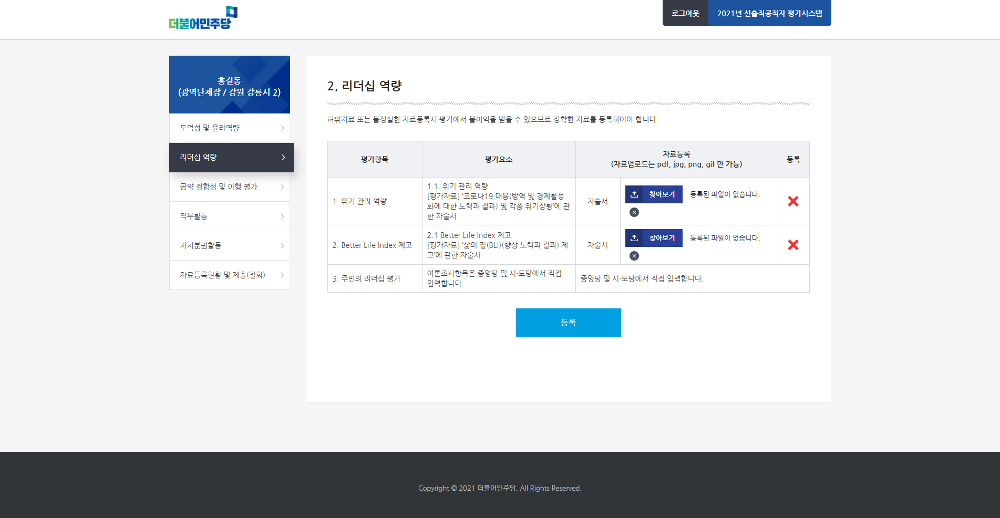 더불어민주당
로그아웃
2021년 선출직공직자 평가시스템
홍길동
(광역단체장 / 강원 강릉시 2)
도덕성 및 윤리역량
리더십 역량
공약 정합성 및 이행 평가
직무활동
자치분권활동
자료등록현황 및 제출(철회)
2. 리더십 역량
허위자료 또는 불성실한 자료등록시 평가에서 불이익을 받을 수 있으므로 정확한 자료를 등록하여야 합니다.
평가항목
평가요소
자료등록
(자료업로드는 pdf, jpg, png, gif 만 가능)
등록
1. 위기 관리 역량
1.1. 위기 관리 역량
[평가자료] ‘코로나19 대응(방역 및 경제활성
화에 대한 노력과 결과) 및 각종 위기상황’에 관
한 자술서
자술서
찾아보기
등록된 파일이 없습니다.
2. Better Life Index 제고
2.1 Better Life Index 제고
[평가자료] ‘삶의 질(BLI)(향상 노력과 결과) 제
고’에 관한 자술서
자술서
찾아보기
등록된 파일이 없습니다.
3. 주민의 리더십 평가
여론조사항목은 중앙당 및 시·도당에서 직접
입력합니다.
중앙당 및 시·도당에서 직접 입력합니다.
등록
Copyright © 2021 더불어민주당. All Rights Reserved.